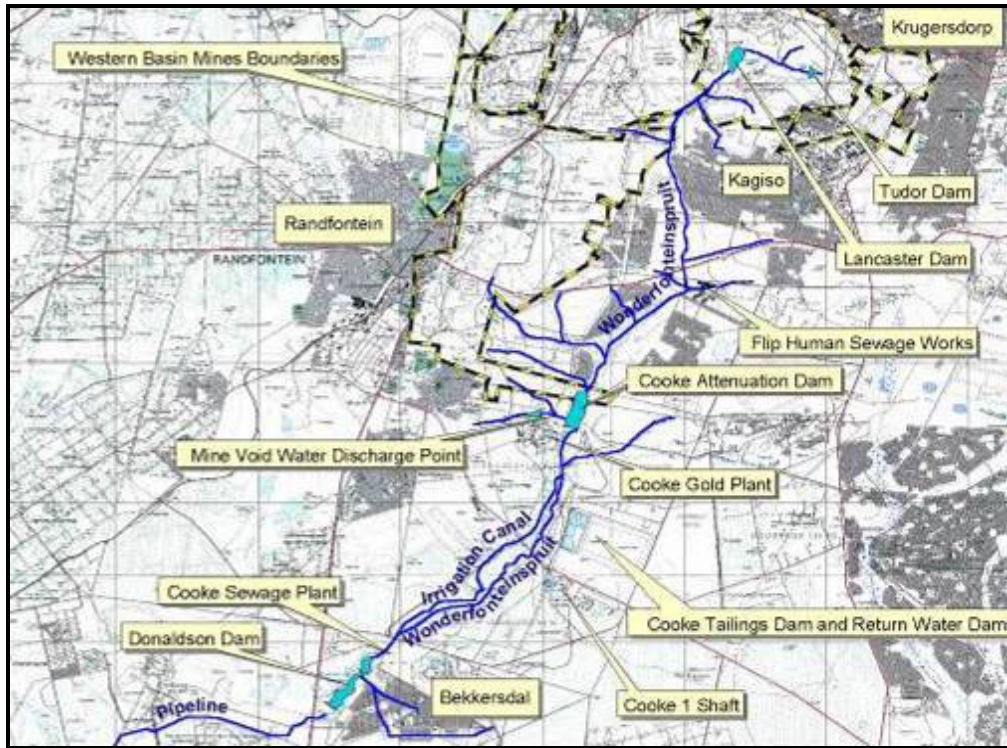 Krugersdorp
Western Basin Mines Boundaries
Kagiso
Tudor Dam
Randfontein
RANDFONTEIN
Wonderfonteinspruit
Lancaster Dam
Wonderfonteinspruit
Flip Human Sewage Works
Cooke Attenuation Dam
Mine Void Water Discharge Point
Cooke Gold Plant
Irrigation Canal
Wonderfonteinspruit
Cooke Sewage Plant
Cooke Tailings Dam and Return Water Dam
Donaldson Dam
Bekkersdal
Cooke 1 Shaft
Pipeline